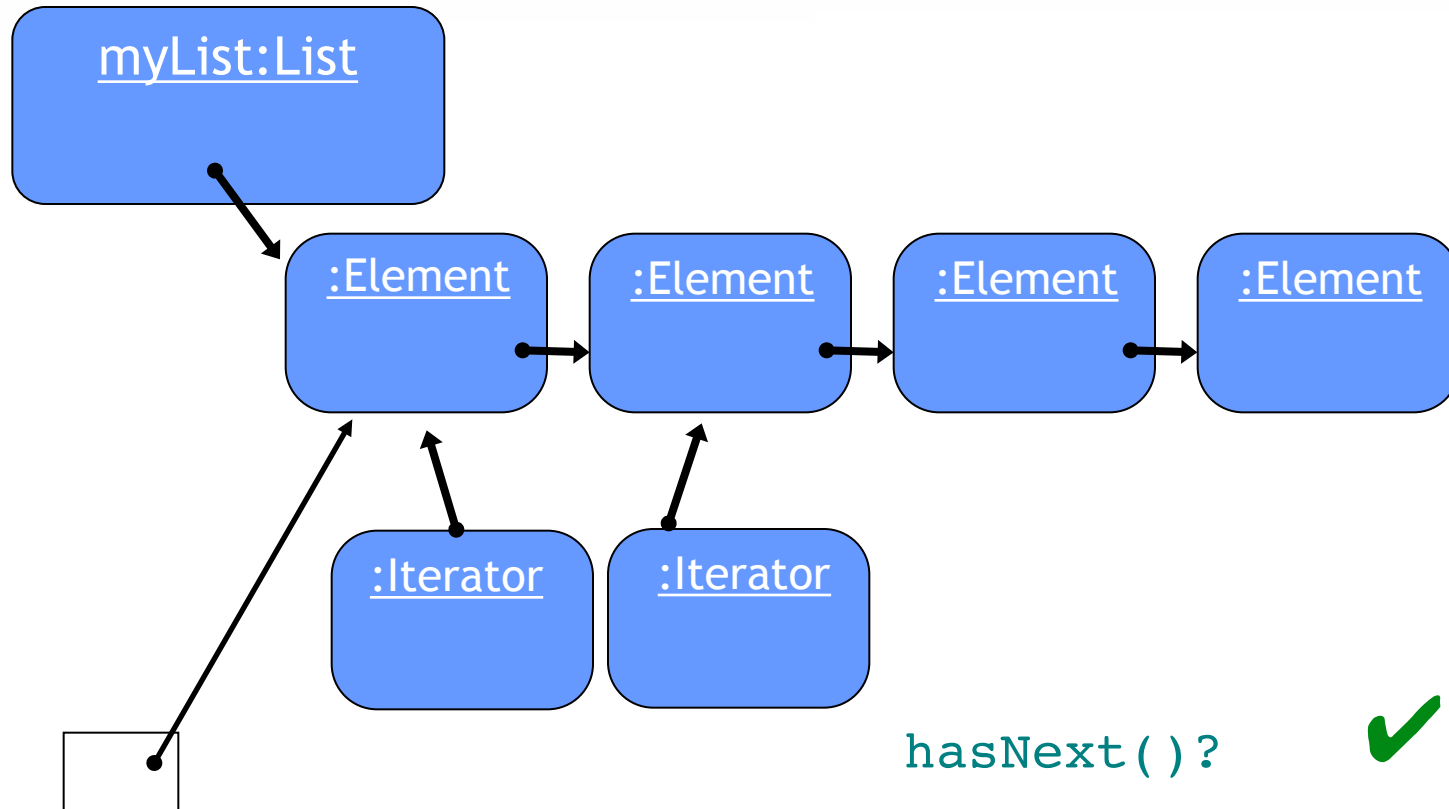 myList:List
:Element :Element :Element :Element
:Iterator :Iterator
hasNext()?